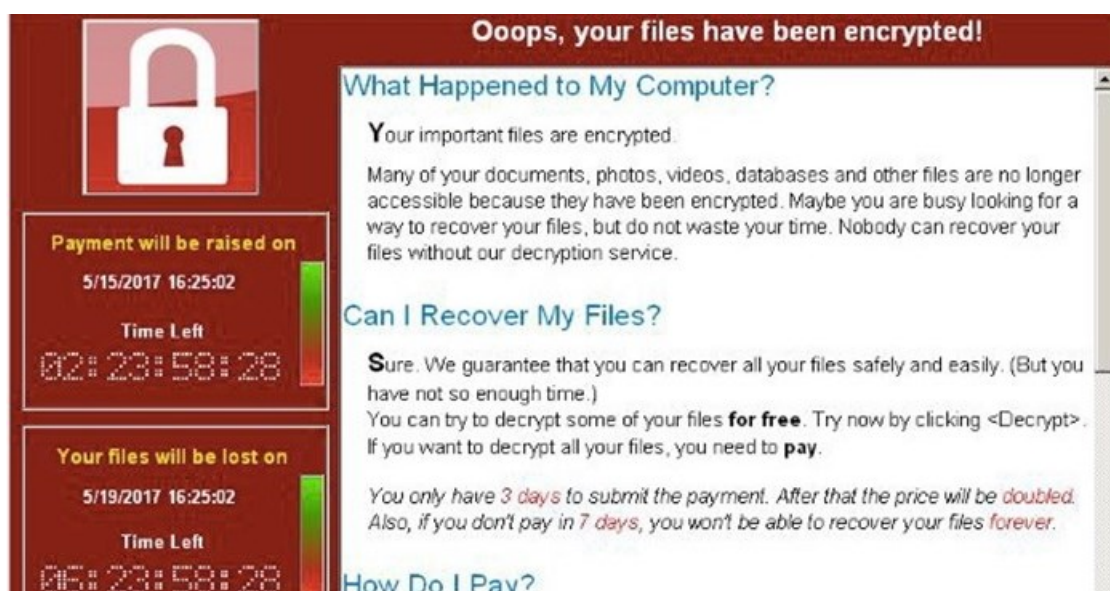 Ooops, your files have been encrypted!
What Happened to My Computer?
Your important files are encrypted.
Many of your documents, photos, videos, databases and other files are no longer
accessible because they have been encrypted. Maybe you are busy looking for a
way to recover your files, but do not waste your time. Nobody can recover your
files without our decryption service.
Can I Recover My Files?
Sure. We guarantee that you can recover all your files safely and easily. (But you
have not so enough time.)
You can try to decrypt some of your files for free. Try now by clicking <Decrypt>.
If you want to decrypt all your files, you need to pay.
You only have 3 days to submit the payment. After that the price will be doubled.
Also, if you don't pay in 7 days, you won't be able to recover your files forever.
How Do I Pay?
Payment will be raised on
5/15/2017 16:25:02
Time Left
02:23:58:28
Your files will be lost on
5/19/2017 16:25:02
Time Left
06:23:58:28